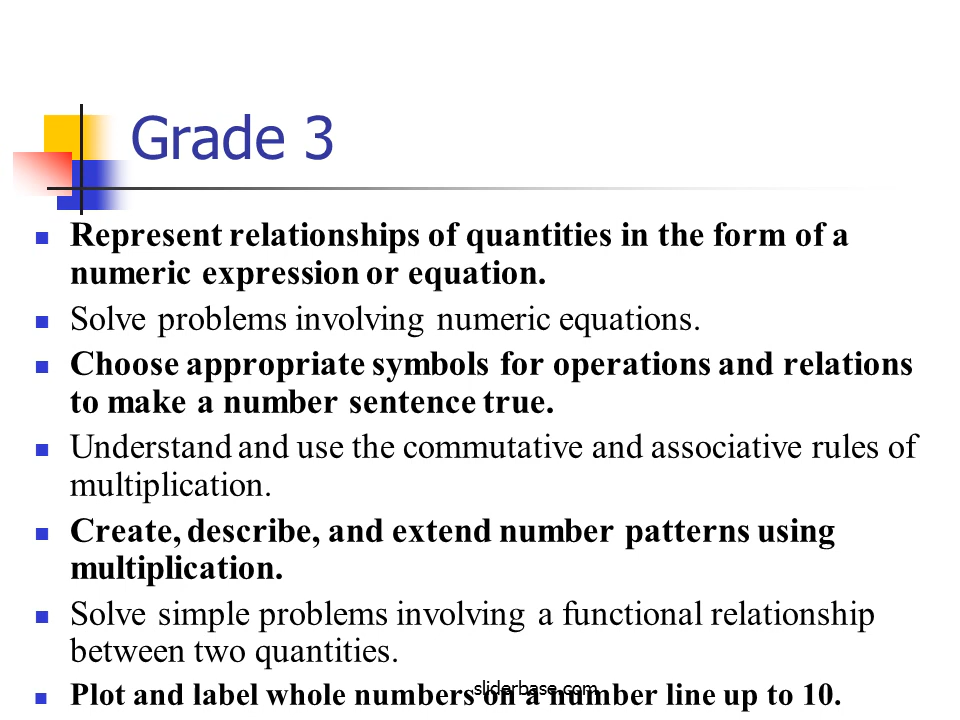 Grade 3
Represent relationships of quantities in the form of a
numeric expression or equation.
Solve problems involving numeric equations.
Choose appropriate symbols for operations and relations
to make a number sentence true.
Understand and use the commutative and associative rules of
multiplication.
Create, describe, and extend number patterns using
multiplication.
Solve simple problems involving a functional relationship
between two quantities.
Plot and label whole numbers on a number line up to 10.
sliderbase.com